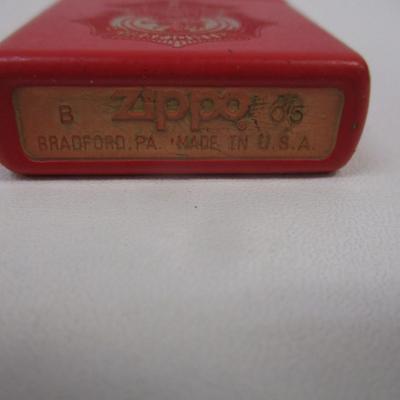 B Zippo 05
BRADFORD, PA. MADE IN U.S.A.